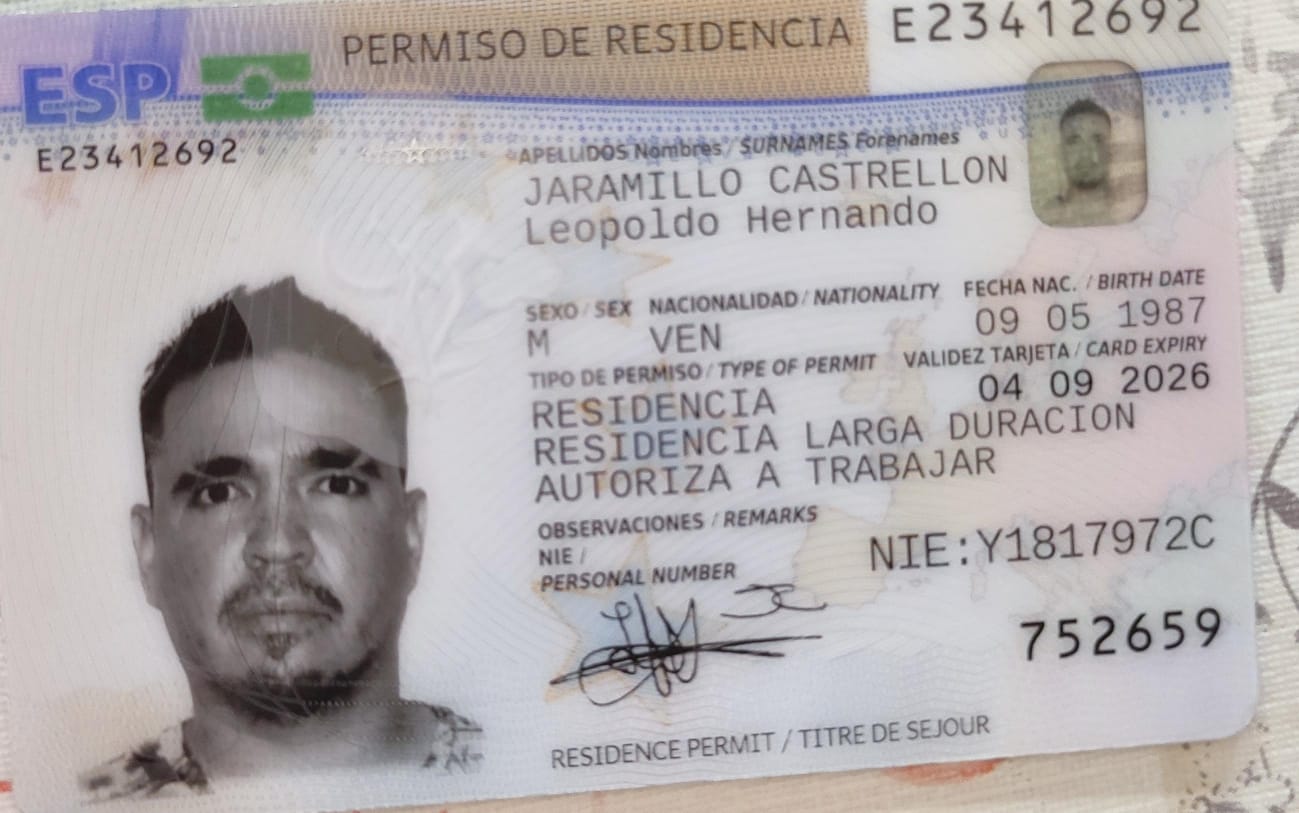 PERMISO DE RESIDENCIA
E23412692
ESP
E23412692
APELLIDOS Nombres / SURNAMES Forenames
JARAMILLO CASTRELLON
Leopoldo Hernando
SEXO / SEX NACIONALIDAD / NATIONALITY FECHA NAC. / BIRTH DATE
M VEN 09 05 1987
TIPO DE PERMISO / TYPE OF PERMIT VALIDEZ TARJETA / CARD EXPIRY
RESIDENCIA 04 09 2026
RESIDENCIA LARGA DURACION
AUTORIZA A TRABAJAR
OBSERVACIONES / REMARKS
NIE /
PERSONAL NUMBER
NIE:Y1817972C
752659
RESIDENCE PERMIT / TITRE DE SEJOUR